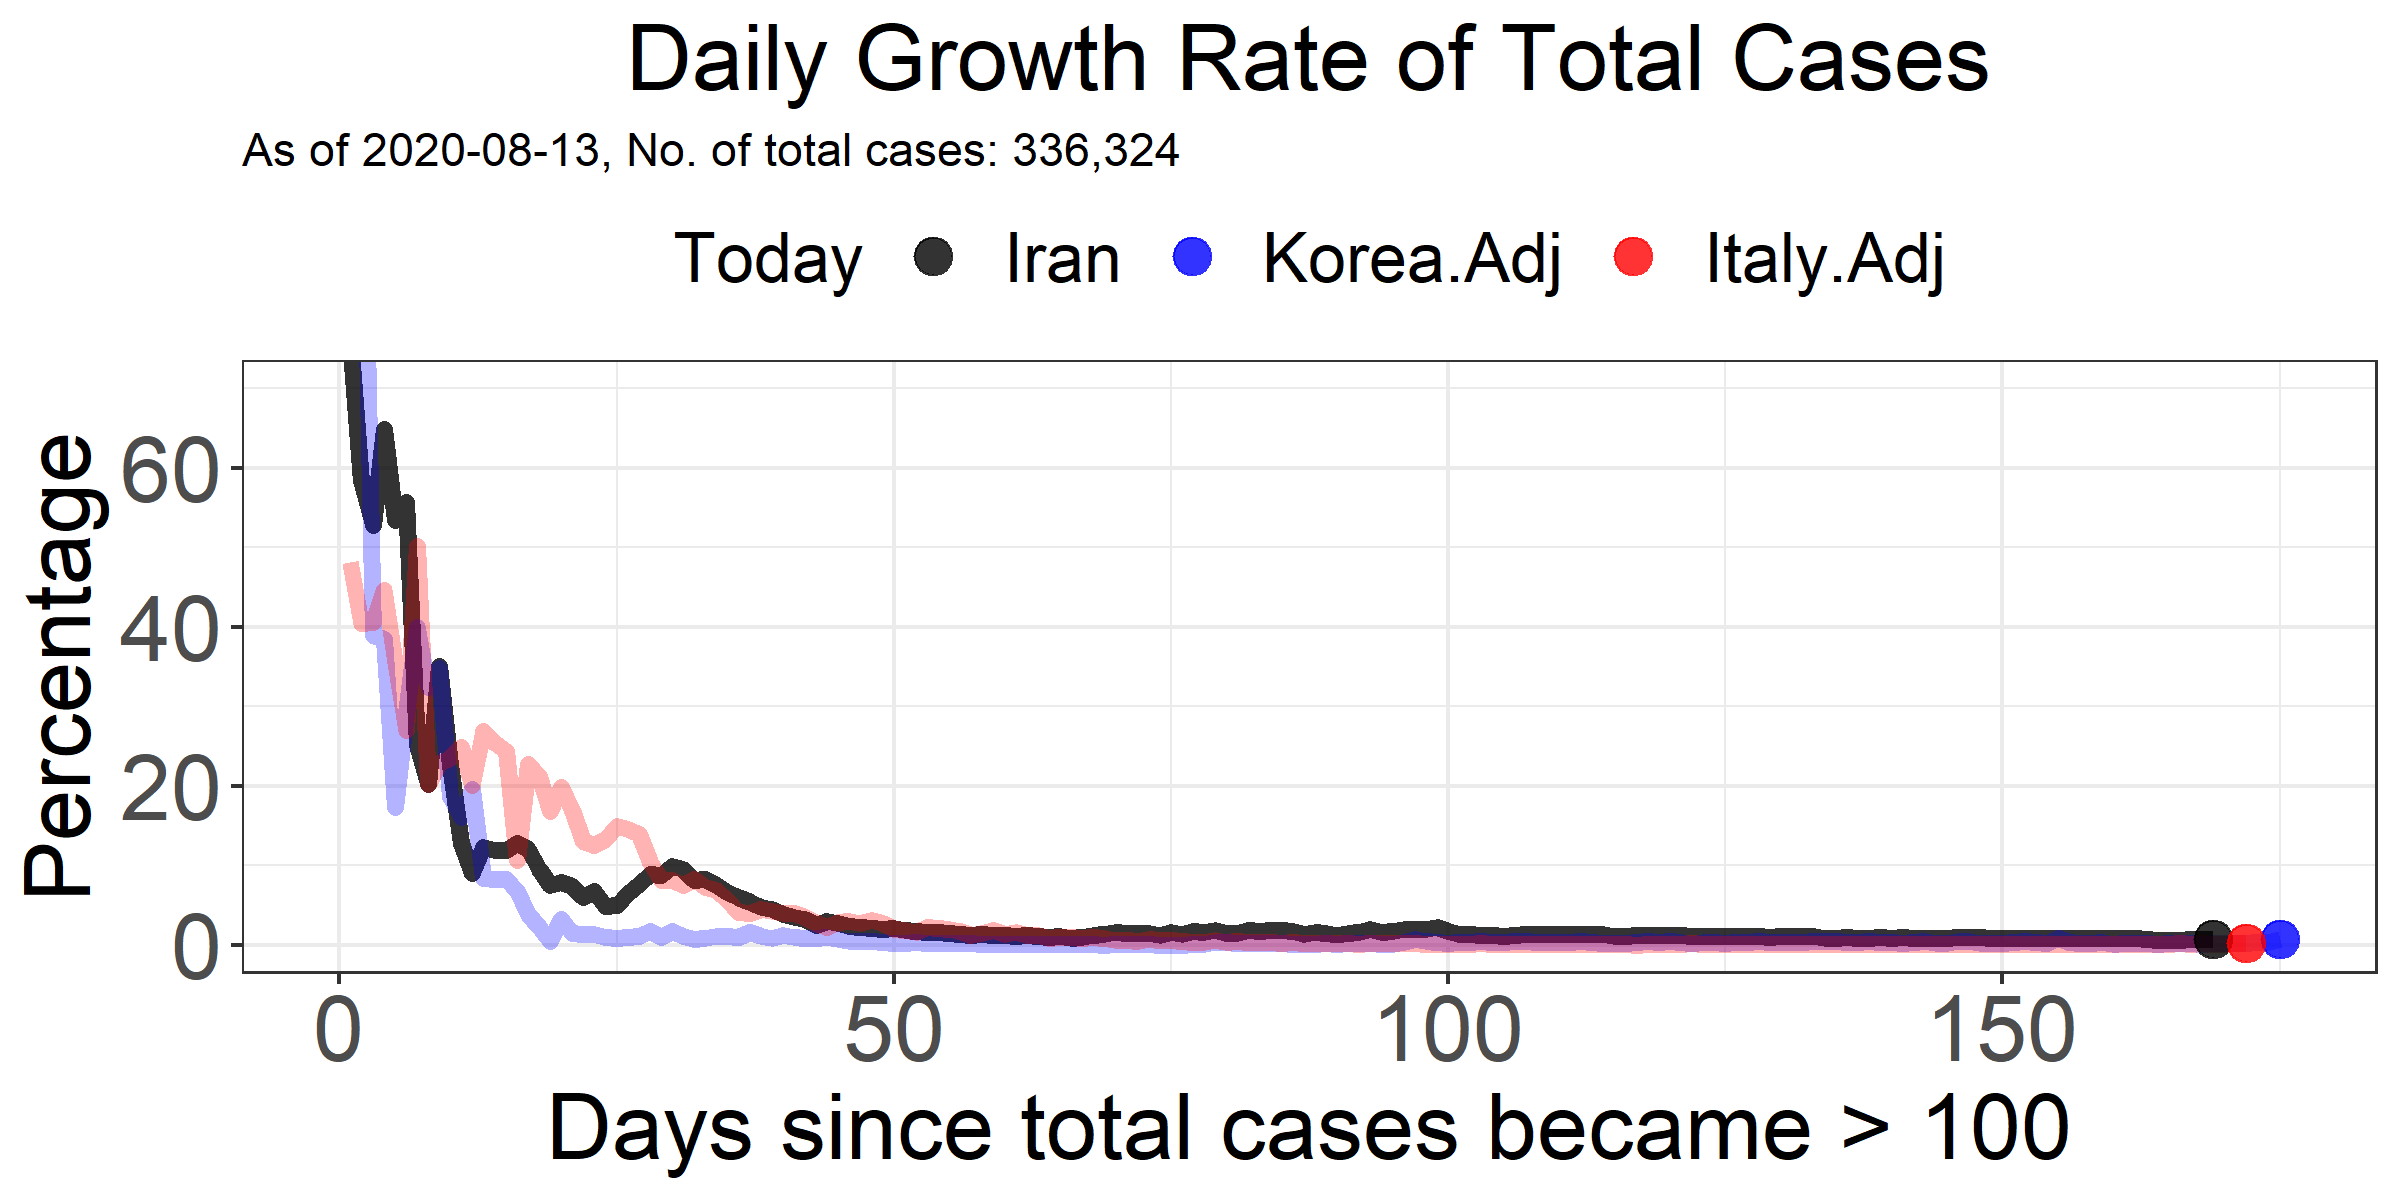 Daily Growth Rate of Total Cases
As of 2020-08-13, No. of total cases: 336,324
Today Iran Korea.Adj Italy.Adj
Percentage
60
40
20
0
0 50 100 150
Days since total cases became > 100